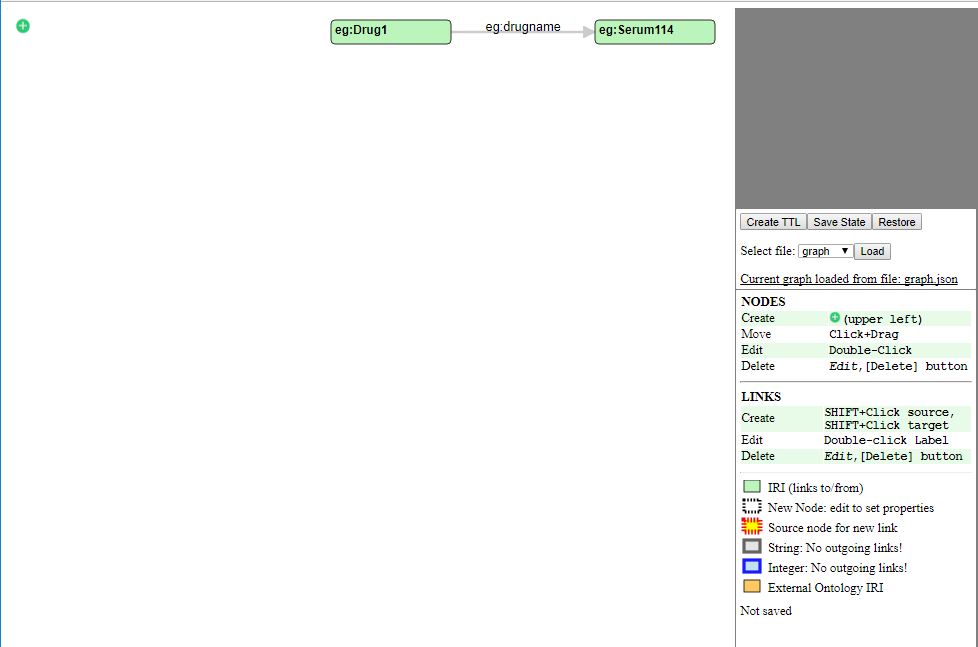 eg:Drug1 eg:drugname eg:Serum114
Create TTL Save State Restore
Select file: graph Load
Current graph loaded from file: graph.json
NODES
Create (upper left)
Move Click+Drag
Edit Double-Click
Delete Edit,[Delete] button
LINKS
Create SHIFT+Click source,
SHIFT+Click target
Edit Double-click Label
Delete Edit,[Delete] button
IRI (links to/from)
New Node: edit to set properties
Source node for new link
String: No outgoing links!
Integer: No outgoing links!
External Ontology IRI
Not saved